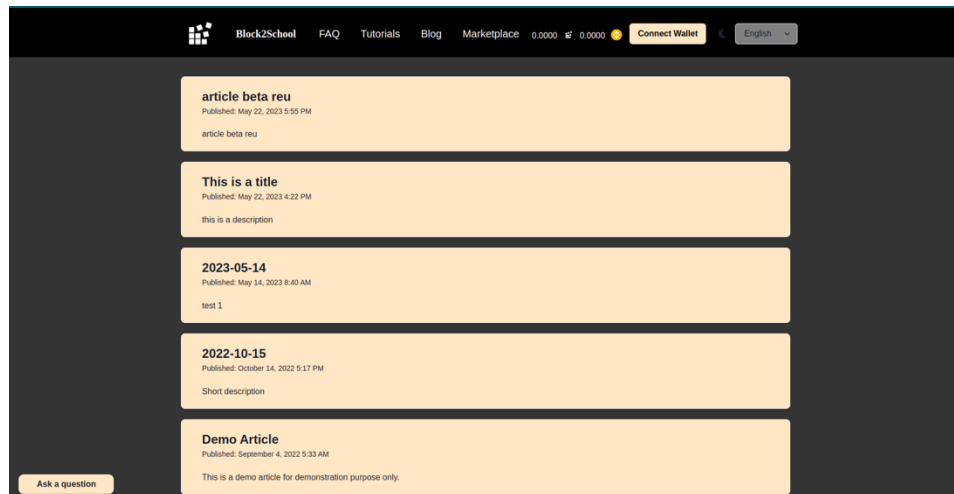 Block2School FAQ Tutorials Blog Marketplace 0.0000 0.0000 Connect Wallet English
article beta reu
Published: May 22, 2023 5:55 PM
article beta reu
This is a title
Published: May 22, 2023 4:22 PM
this is a description
2023-05-14
Published: May 14, 2023 8:40 AM
test 1
2022-10-15
Published: October 14, 2022 5:17 PM
Short description
Demo Article
Published: September 4, 2022 5:33 AM
This is a demo article for demonstration purpose only.
Ask a question